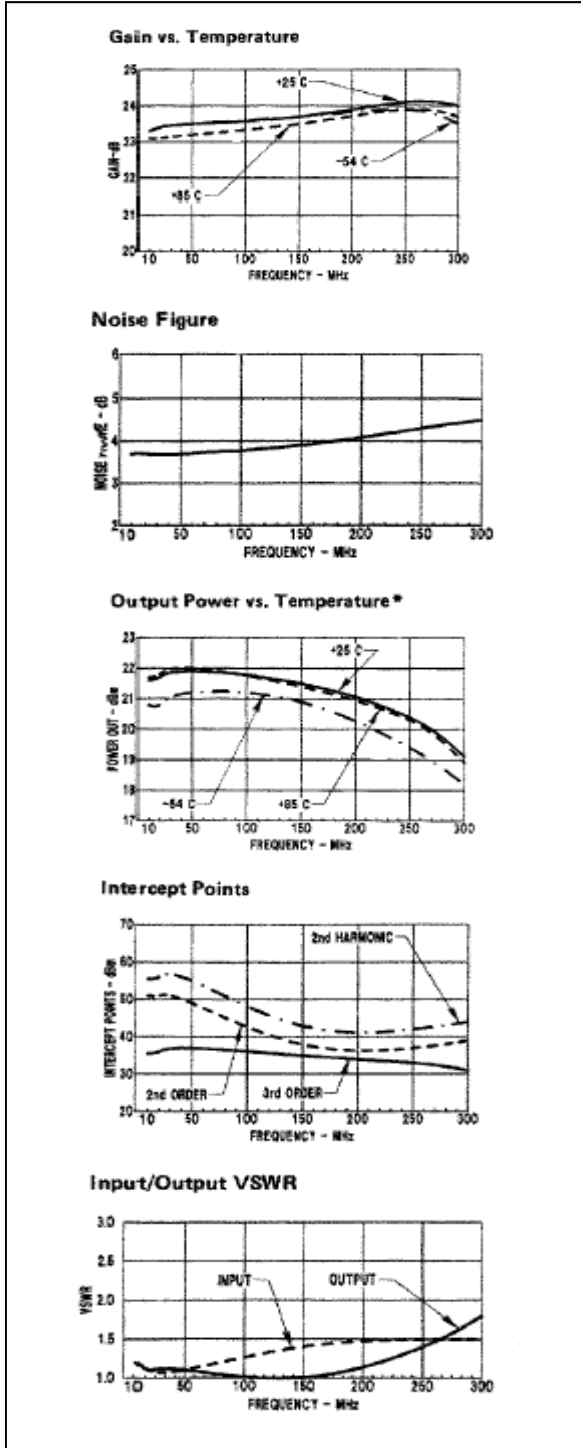 Gain vs. Temperature
25
24
23
22
21
20
GAIN-dB
+25 C
-54 C
+85 C
10 50 100 150 200 250 300
FREQUENCY - MHz
Noise Figure
6
5
4
3
2
NOISE - dB
10 50 100 150 200 250 300
FREQUENCY - MHz
Output Power vs. Temperature*
23
22
21
20
19
18
17
POWER OUT - dBm
+25 C
-54 C
+85 C
10 50 100 150 200 250 300
FREQUENCY - MHz
Intercept Points
70
60
50
40
30
20
INTERCEPT POINTS - dBm
2nd HARMONIC
2nd ORDER
3rd ORDER
10 50 100 150 200 250 300
FREQUENCY - MHz
Input/Output VSWR
3.0
2.5
2.0
1.5
1.0
VSWR
INPUT
OUTPUT
10 50 100 150 200 250 300
FREQUENCY - MHz